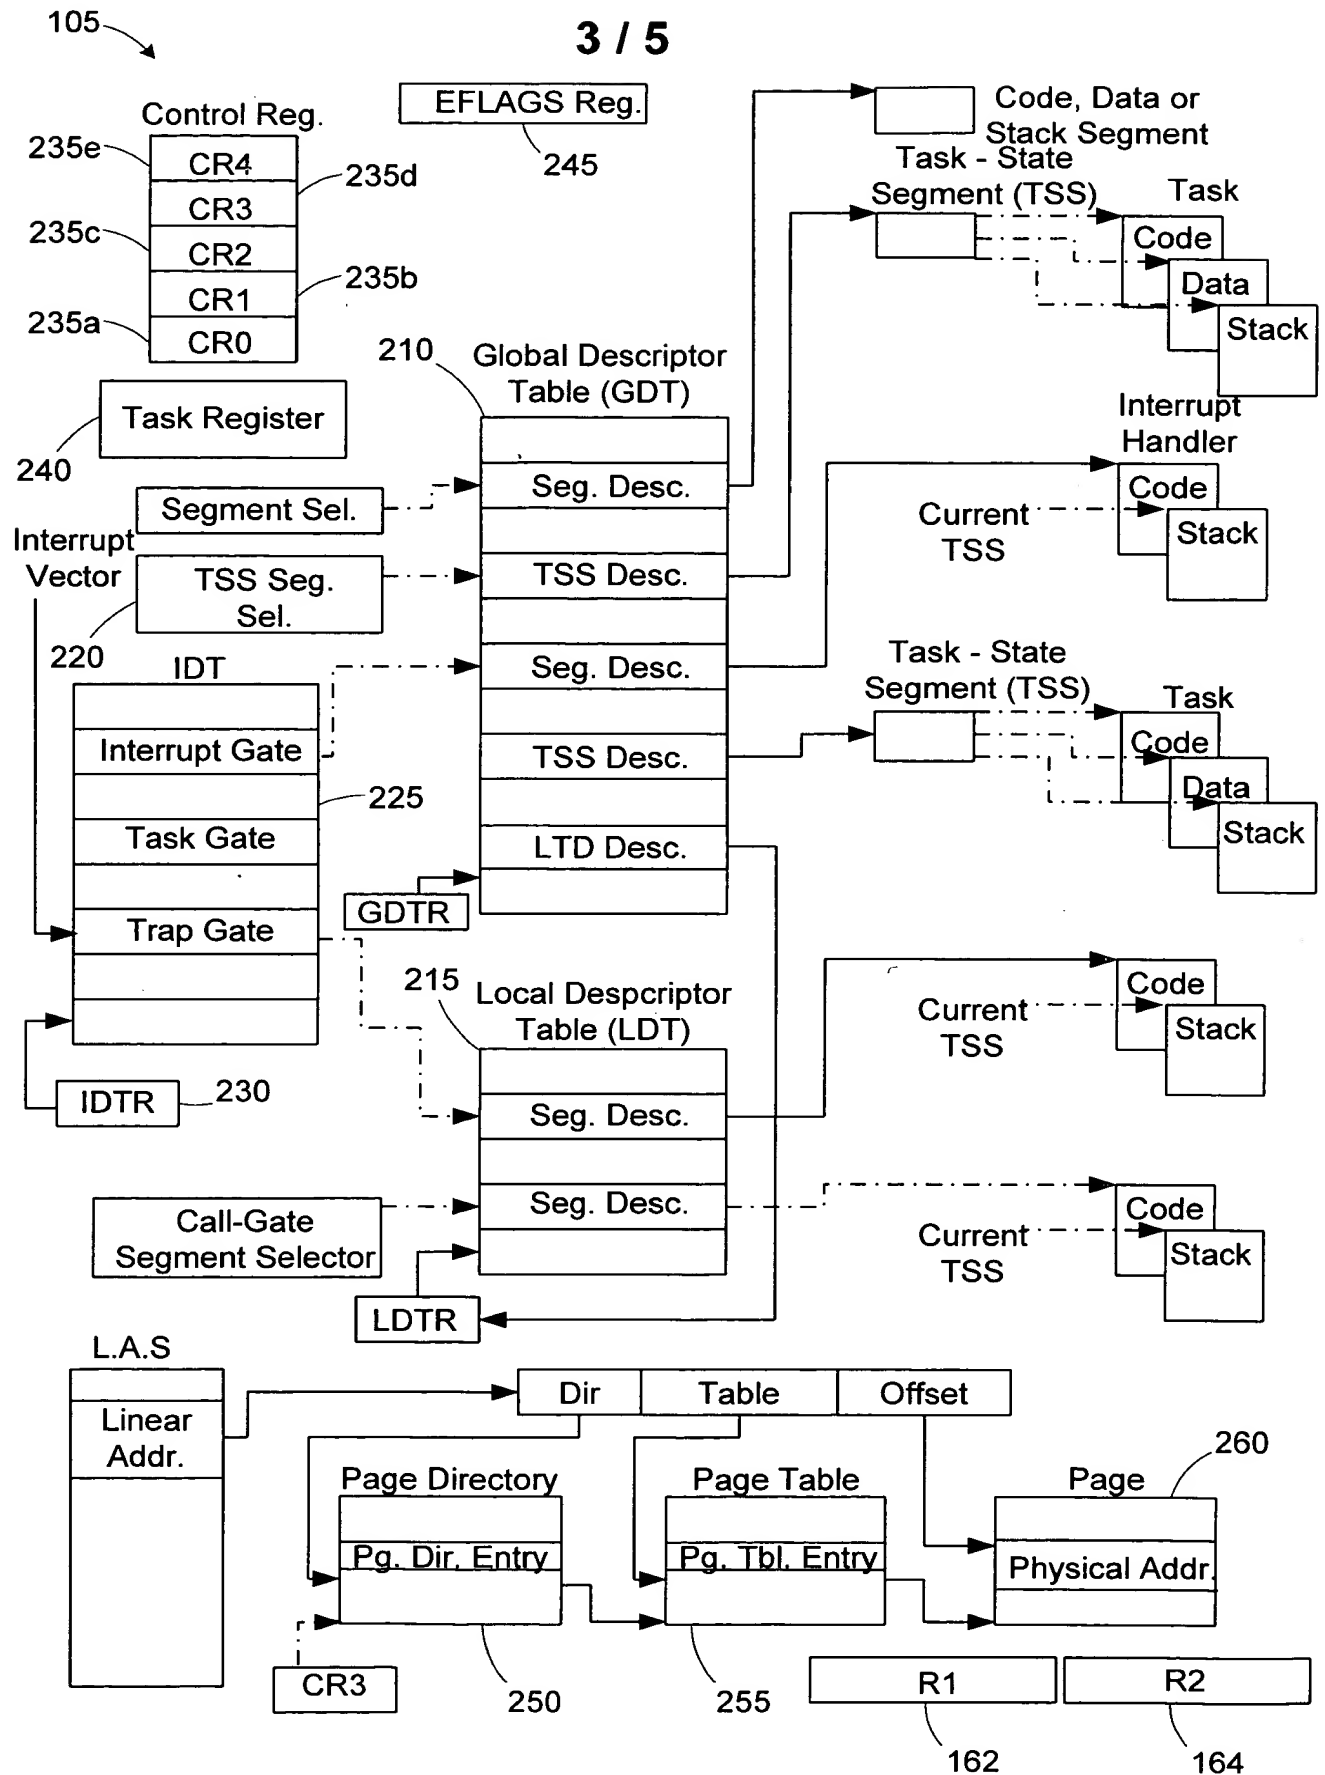 105
3 / 5
Control Reg.
EFLAGS Reg.
245
Code, Data or
Stack Segment
235e
CR4
235d
CR3
235c
CR2
235b
CR1
235a
CR0
Task - State
Segment (TSS)
Task
Code
Data
Stack
210
Global Descriptor
Table (GDT)
Task Register
240
Segment Sel.
Seg. Desc.
Interrupt
Handler
Code
Current
TSS
Stack
Interrupt
Vector
TSS Seg.
Sel.
220
TSS Desc.
Seg. Desc.
Task - State
Segment (TSS)
Task
Code
Data
Stack
IDT
Interrupt Gate
225
Task Gate
Trap Gate
TSS Desc.
LTD Desc.
GDTR
215
Local Despcriptor
Table (LDT)
Code
Current
TSS
Stack
IDTR
230
Seg. Desc.
Call-Gate
Segment Selector
Seg. Desc.
Code
Current
TSS
Stack
LDTR
L.A.S
Linear
Addr.
Dir
Table
Offset
260
Page Directory
Page Table
Page
Pg. Dir. Entry
Pg. Tbl. Entry
Physical Addr.
CR3
250
255
R1
R2
162
164